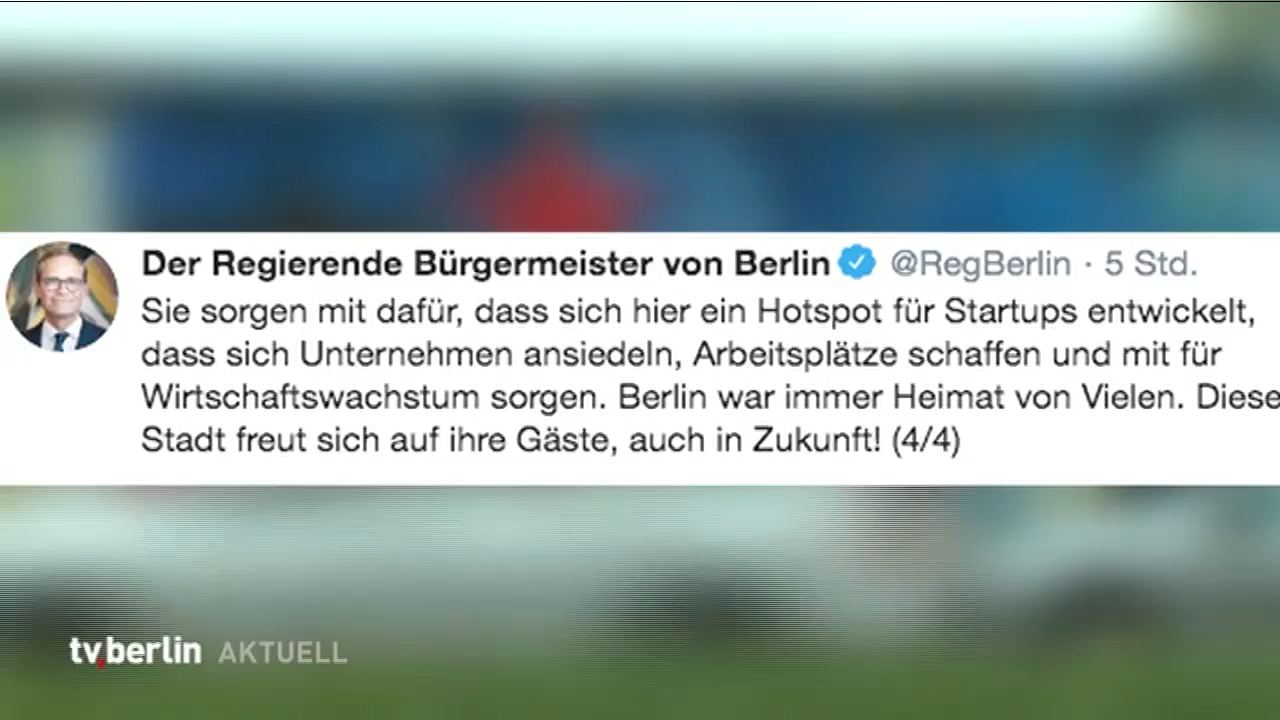 Der Regierende Bürgermeister von Berlin @RegBerlin · 5 Std.
Sie sorgen mit dafür, dass sich hier ein Hotspot für Startups entwickelt,
dass sich Unternehmen ansiedeln, Arbeitsplätze schaffen und mit für
Wirtschaftswachstum sorgen. Berlin war immer Heimat von Vielen. Diese
Stadt freut sich auf ihre Gäste, auch in Zukunft! (4/4)
tv.berlin AKTUELL